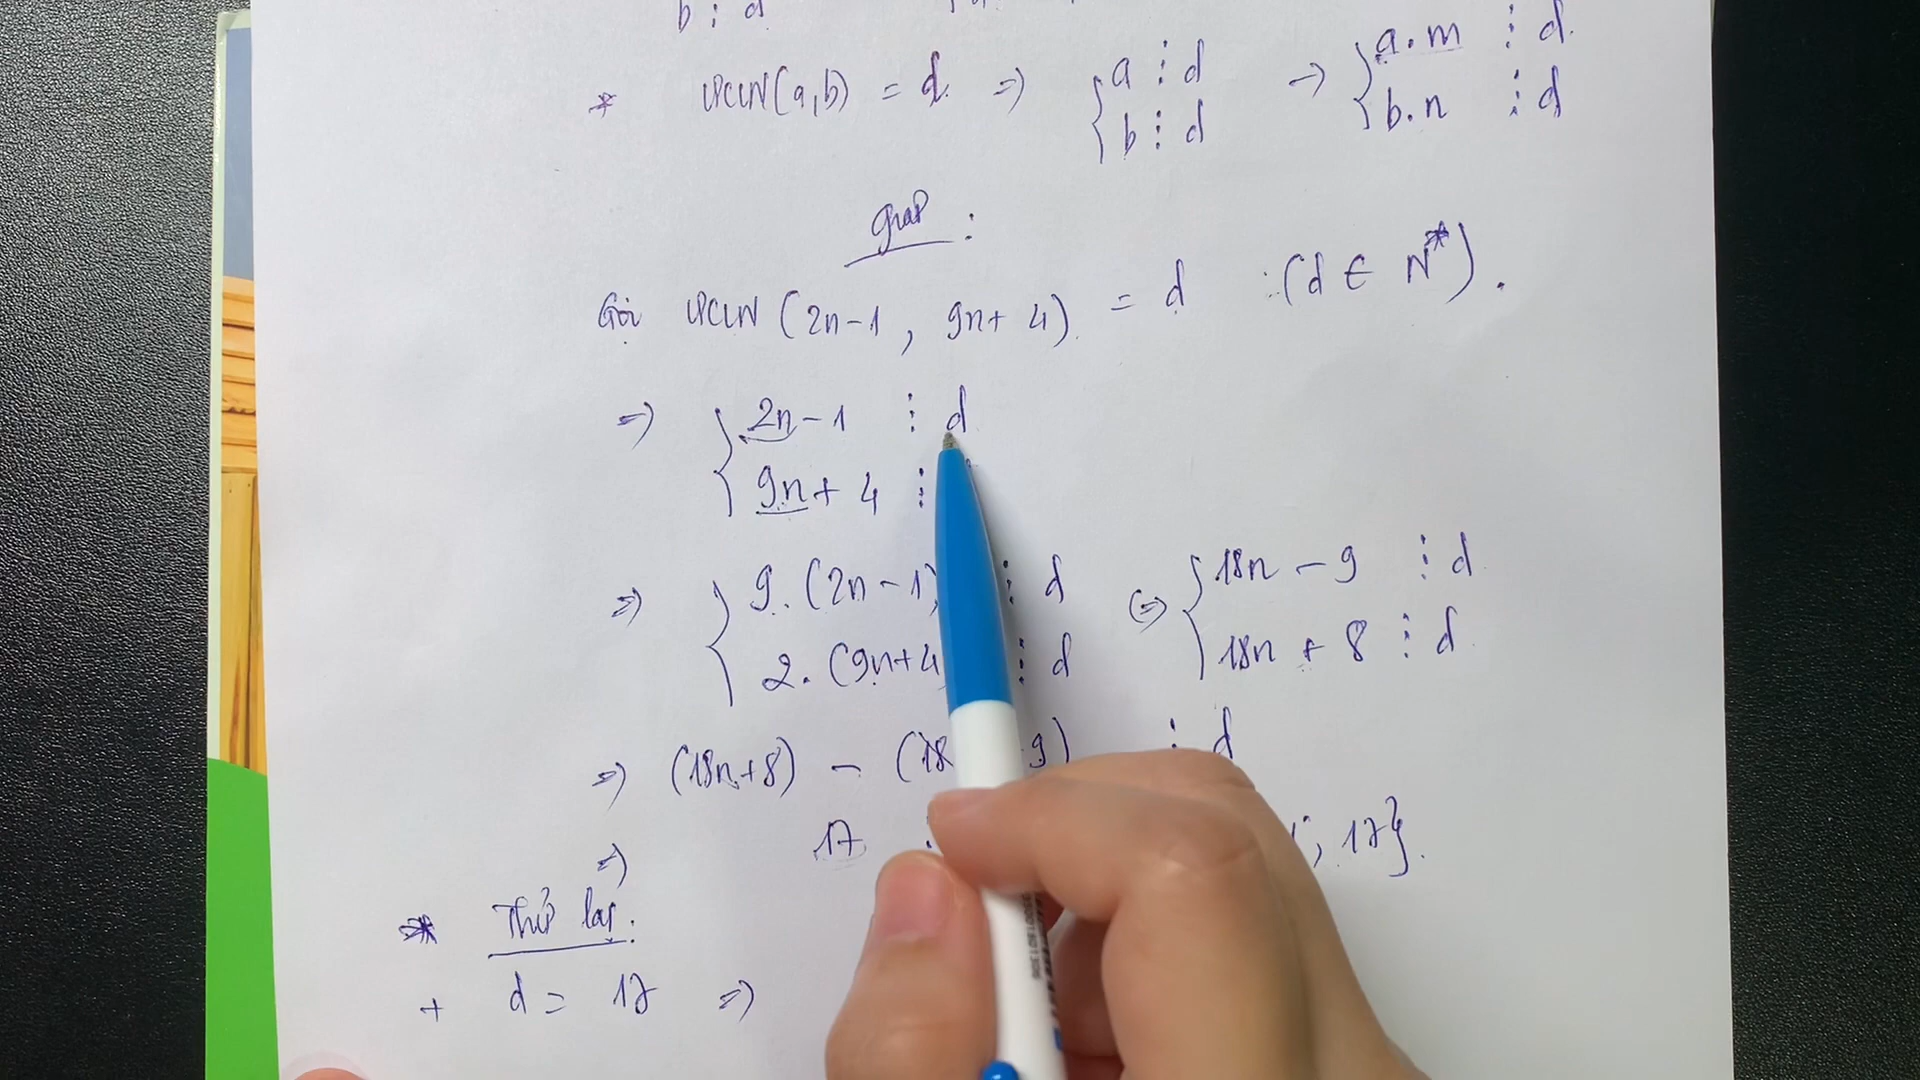 b ⋮ d
* ƯCLN(a,b) = d. => { a ⋮ d => { a.m ⋮ d.
b ⋮ d b.n ⋮ d
Giải :
Gọi ƯCLN (2n-1 , 9n+4) = d (d ∈ N*).
=> { 2n-1 ⋮ d
9n+4 ⋮
=> { 9.(2n-1) ⋮ d <=> { 18n - 9 ⋮ d
2.(9n+4 ⋮ d 18n + 8 ⋮ d
=> (18n+8) - (18 9) ⋮ d
=> 17 ; 17}.
* Thử lại:
+ d = 17 =>